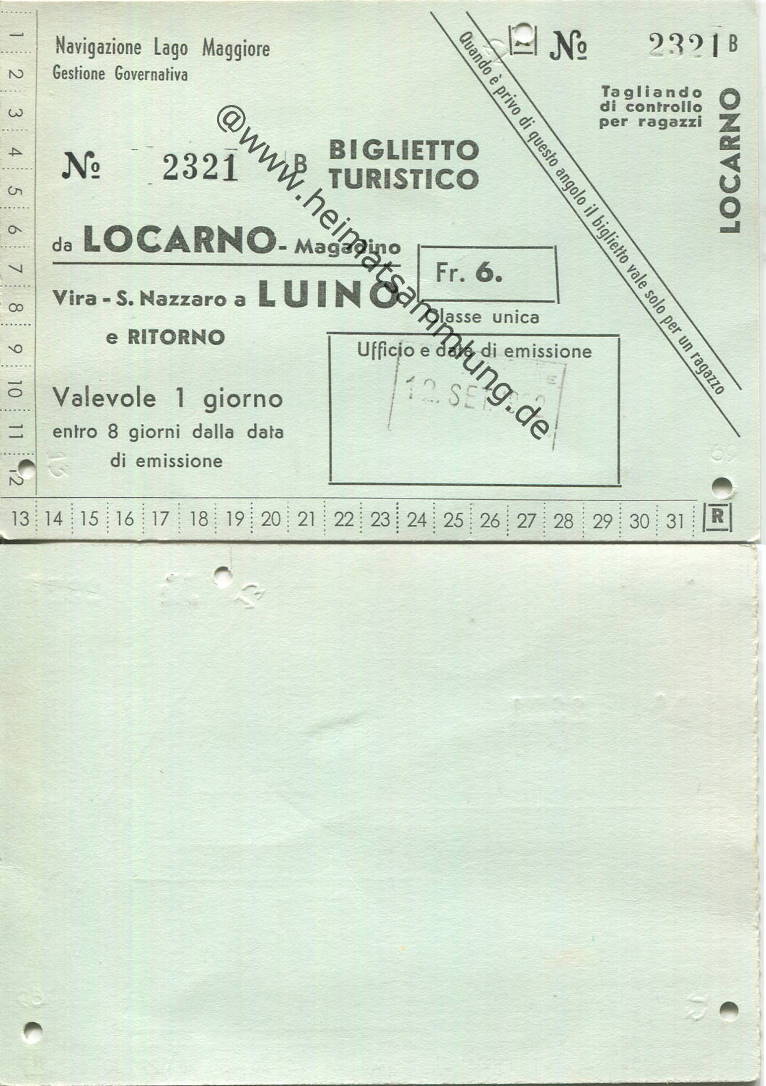 Navigazione Lago Maggiore
Gestione Governativa
№ 2321 B
BIGLIETTO
TURISTICO
da LOCARNO - Magadino
Vira - S. Nazzaro a LUINO
e RITORNO
Fr. 6.
Classe unica
Ufficio e data di emissione
12. SET.
Valevole 1 giorno
entro 8 giorni dalla data
di emissione
Quando è privo di questo angolo il biglietto vale solo per un ragazzo
№ 2321 B
Tagliando
di controllo
per ragazzi
LOCARNO
1 2 3 4 5 6 7 8 9 10 11 12
13 14 15 16 17 18 19 20 21 22 23 24 25 26 27 28 29 30 31 R
@www.heimatsammlung.de